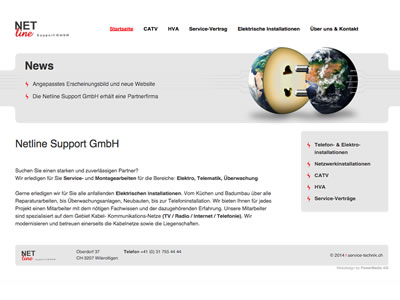 NET
line Support GmbH
Startseite CATV HVA Service-Vertrag Elektrische Installationen Über uns & Kontakt
News
Angepasstes Erscheinungsbild und neue Website
Die Netline Support GmbH erhält eine Partnerfirma
Netline Support GmbH
Suchen Sie einen starken und zuverlässigen Partner?
Wir erledigen für Sie Service- und Montagearbeiten für die Bereiche: Elektro, Telematik, Überwachung
Gerne erledigen wir für Sie alle anfallenden Elektrischen Installationen. Vom Küchen und Badumbau über alle
Reparaturarbeiten, bis Überwachungsanlagen, Neubauten, bis zur Telefoninstallation. Wir bieten Ihnen für jedes
Projekt einen Mitarbeiter mit dem nötigen Fachwissen und der dazugehörenden Erfahrung. Unsere Mitarbeiter
sind spezialisiert auf dem Gebiet Kabel- Kommunikations-Netze (TV / Radio / Internet / Telefonie). Wir
modernisieren und betreuen einerseits die Kabelnetze sowie die Liegenschaften.
Telefon- & Elektro-
installationen
Netzwerkinstallationen
CATV
HVA
Service-Verträge
NET
line
Oberdorf 37
CH-3207 Wileroltigen
Telefon +41 (0) 31 755 44 44
© 2014 | service-technik.ch